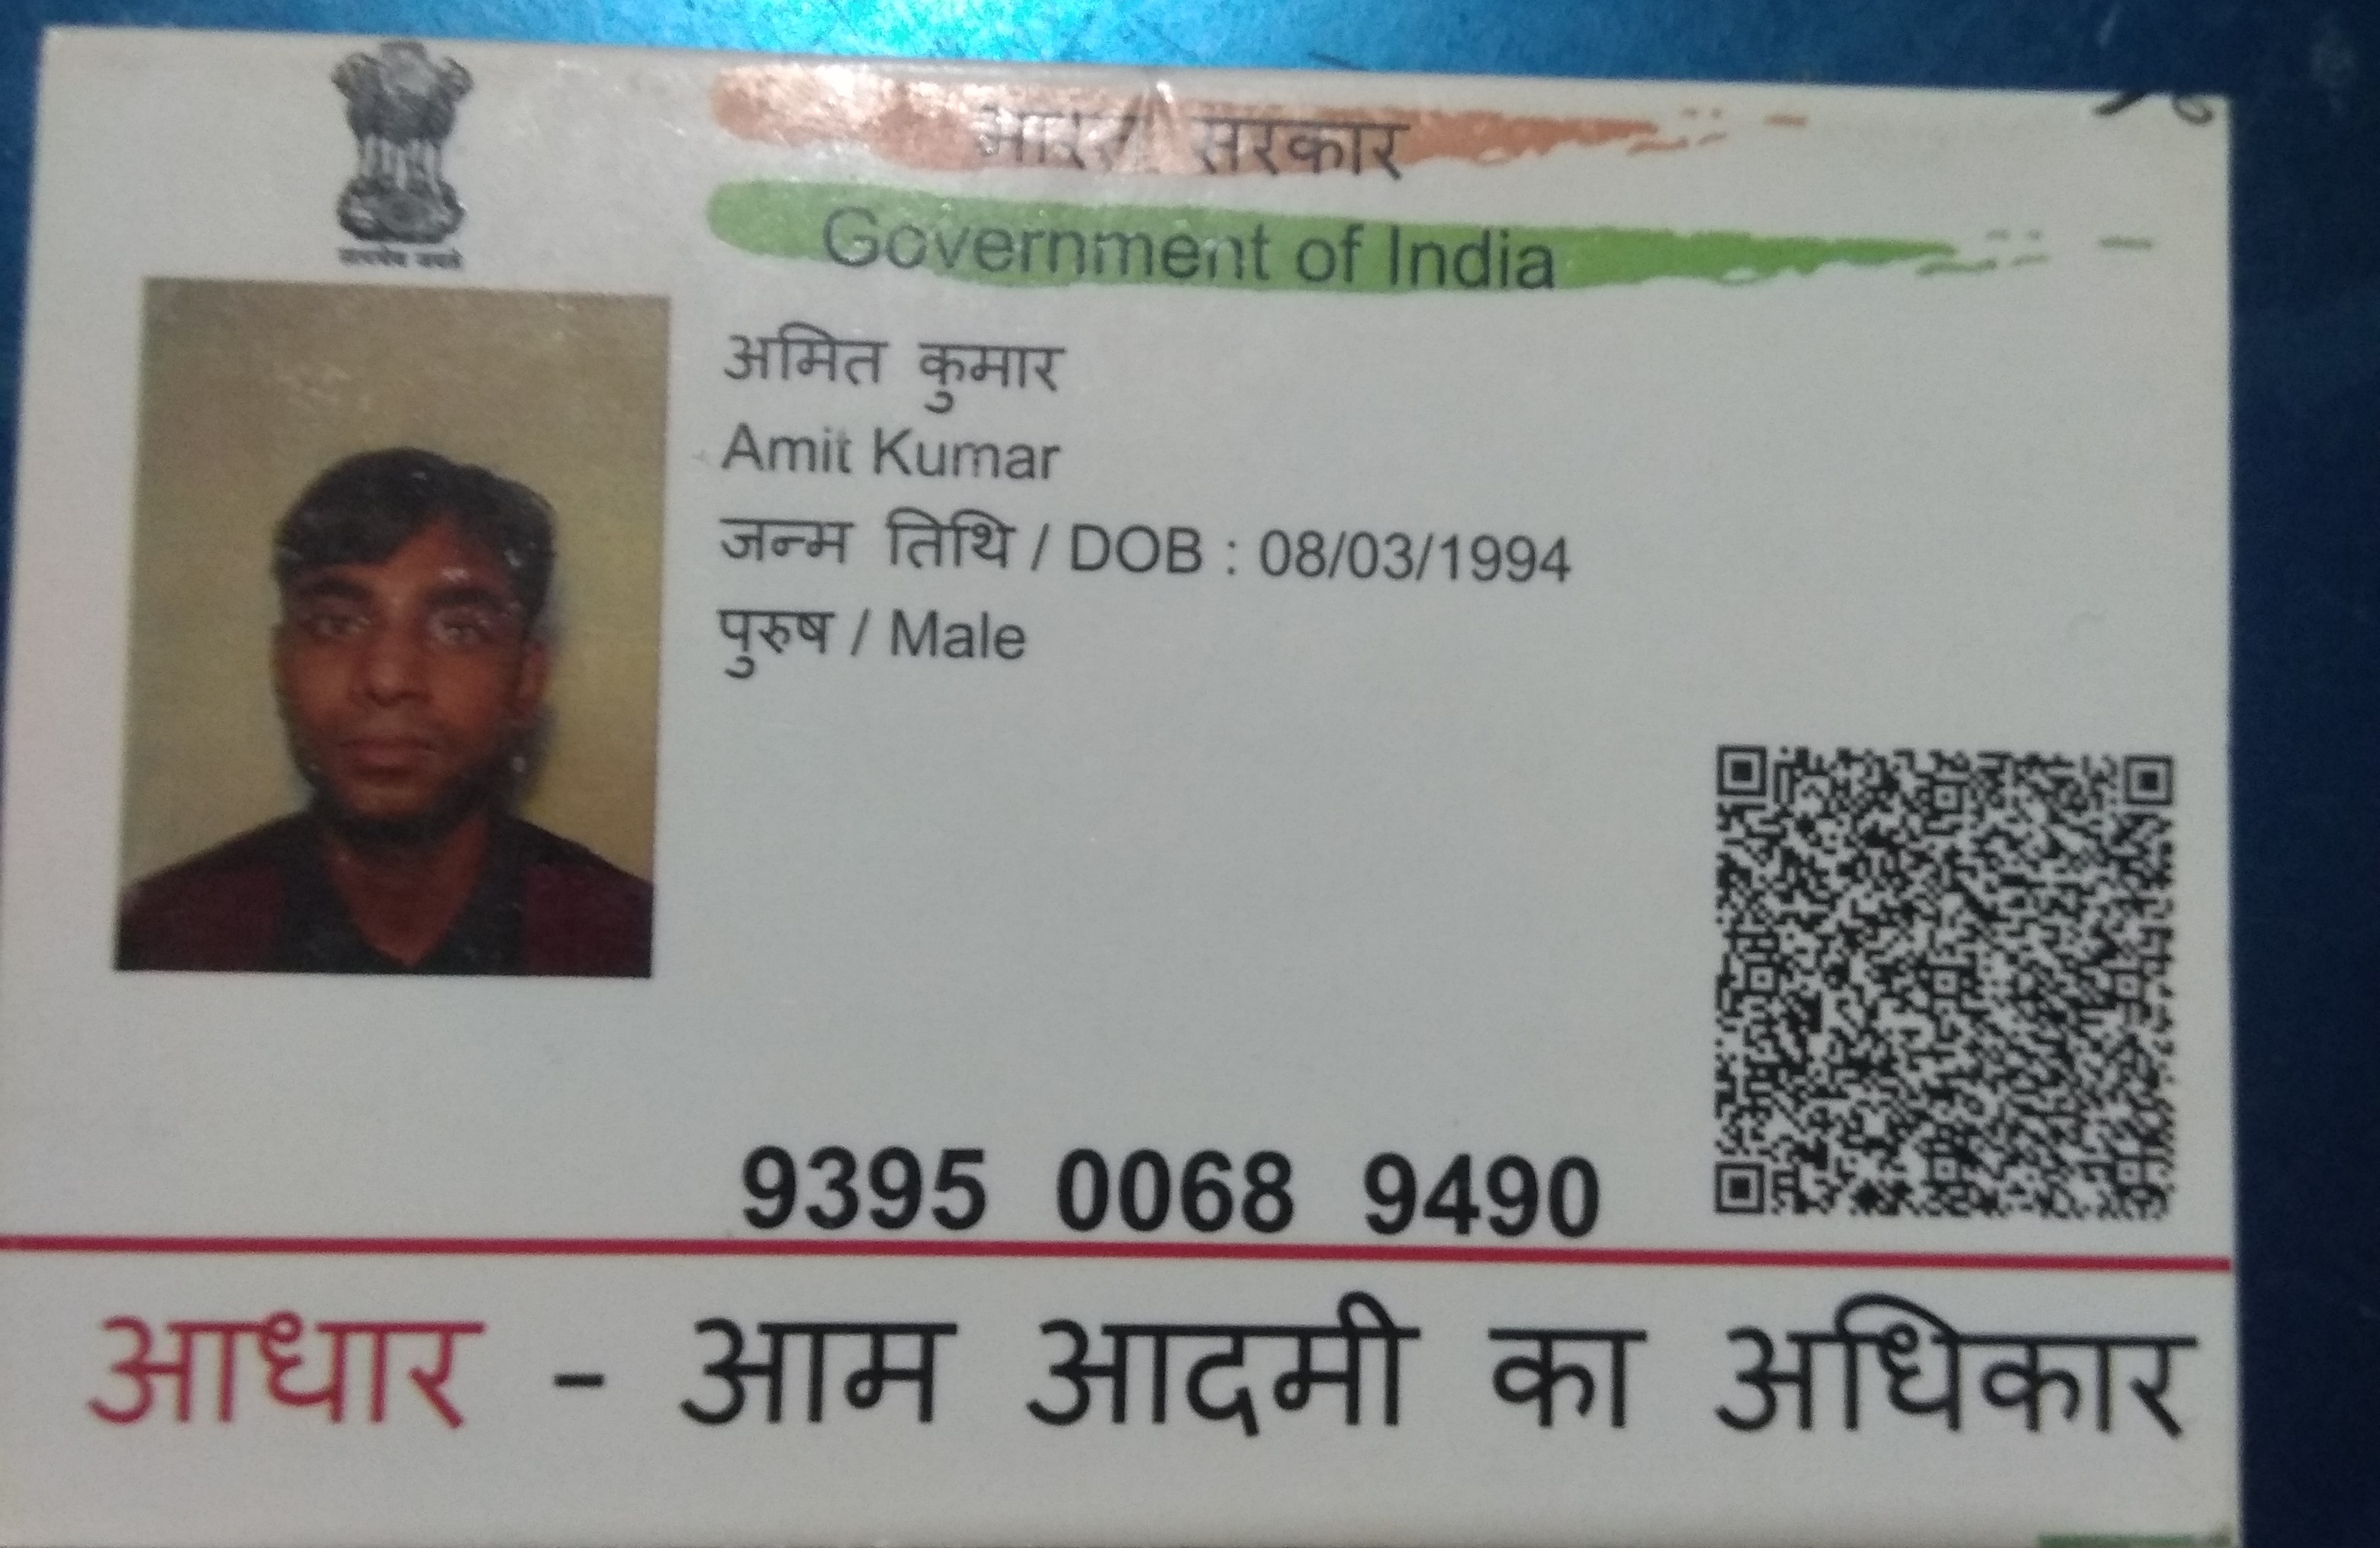 सत्यमेव जयते
भारत सरकार
Government of India
अमित कुमार
Amit Kumar
जन्म तिथि / DOB : 08/03/1994
पुरुष / Male
9395 0068 9490
आधार - आम आदमी का अधिकार